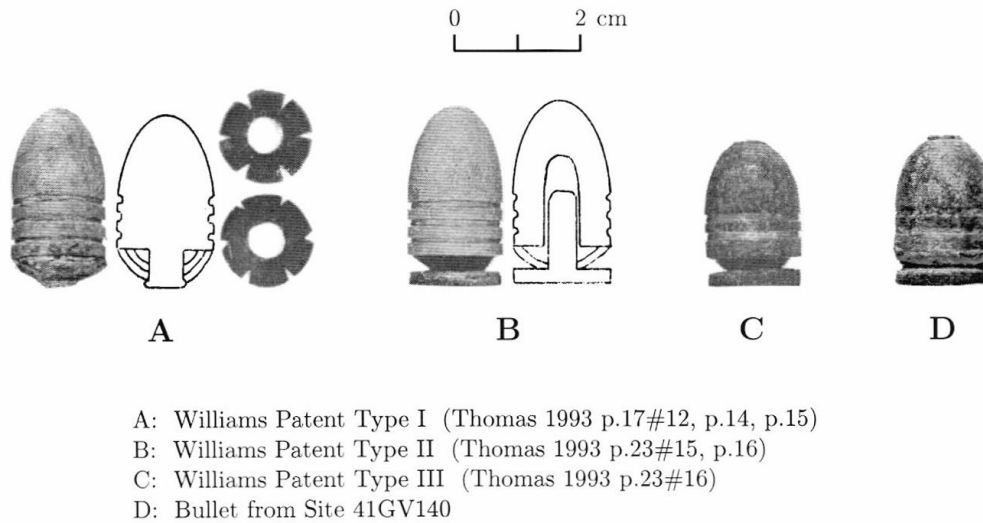 0 2 cm
A B C D
A: Williams Patent Type I (Thomas 1993 p.17#12, p.14, p.15)
B: Williams Patent Type II (Thomas 1993 p.23#15, p.16)
C: Williams Patent Type III (Thomas 1993 p.23#16)
D: Bullet from Site 41GV140